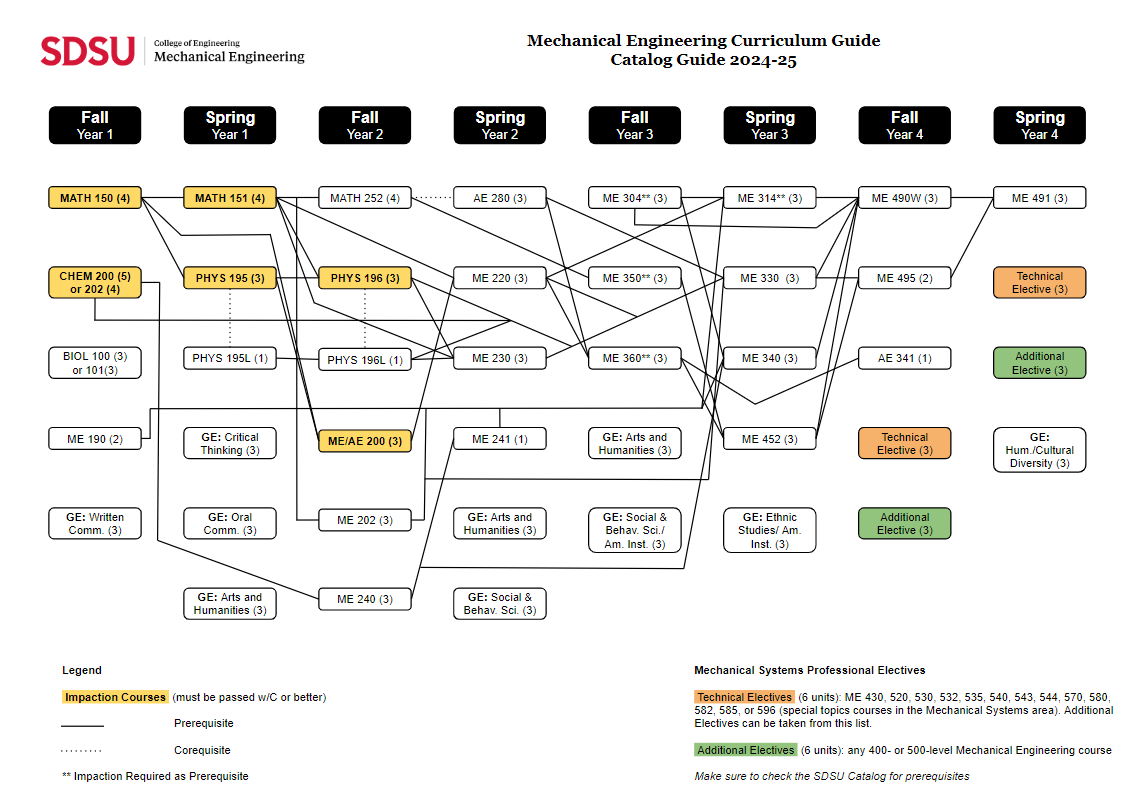 SDSU
College of Engineering
Mechanical Engineering
Mechanical Engineering Curriculum Guide
Catalog Guide 2024-25
Fall
Year 1
Spring
Year 1
Fall
Year 2
Spring
Year 2
Fall
Year 3
Spring
Year 3
Fall
Year 4
Spring
Year 4
MATH 150 (4)
MATH 151 (4)
MATH 252 (4)
AE 280 (3)
ME 304** (3)
ME 314** (3)
ME 490W (3)
ME 491 (3)
CHEM 200 (5)
or 202 (4)
PHYS 195 (3)
PHYS 196 (3)
ME 220 (3)
ME 350** (3)
ME 330 (3)
ME 495 (2)
Technical
Elective (3)
BIOL 100 (3)
or 101(3)
PHYS 195L (1)
PHYS 196L (1)
ME 230 (3)
ME 360** (3)
ME 340 (3)
AE 341 (1)
Additional
Elective (3)
ME 190 (2)
GE: Critical
Thinking (3)
ME/AE 200 (3)
ME 241 (1)
GE: Arts and
Humanities (3)
ME 452 (3)
Technical
Elective (3)
GE:
Hum./Cultural
Diversity (3)
GE: Written
Comm. (3)
GE: Oral
Comm. (3)
ME 202 (3)
GE: Arts and
Humanities (3)
GE: Social &
Behav. Sci./
Am. Inst. (3)
GE: Ethnic
Studies/ Am.
Inst. (3)
Additional
Elective (3)
GE: Arts and
Humanities (3)
ME 240 (3)
GE: Social &
Behav. Sci. (3)
Legend
Impaction Courses (must be passed w/C or better)
Prerequisite
Corequisite
** Impaction Required as Prerequisite
Mechanical Systems Professional Electives
Technical Electives (6 units): ME 430, 520, 530, 532, 535, 540, 543, 544, 570, 580,
582, 585, or 596 (special topics courses in the Mechanical Systems area). Additional
Electives can be taken from this list.
Additional Electives (6 units): any 400- or 500-level Mechanical Engineering course
Make sure to check the SDSU Catalog for prerequisites